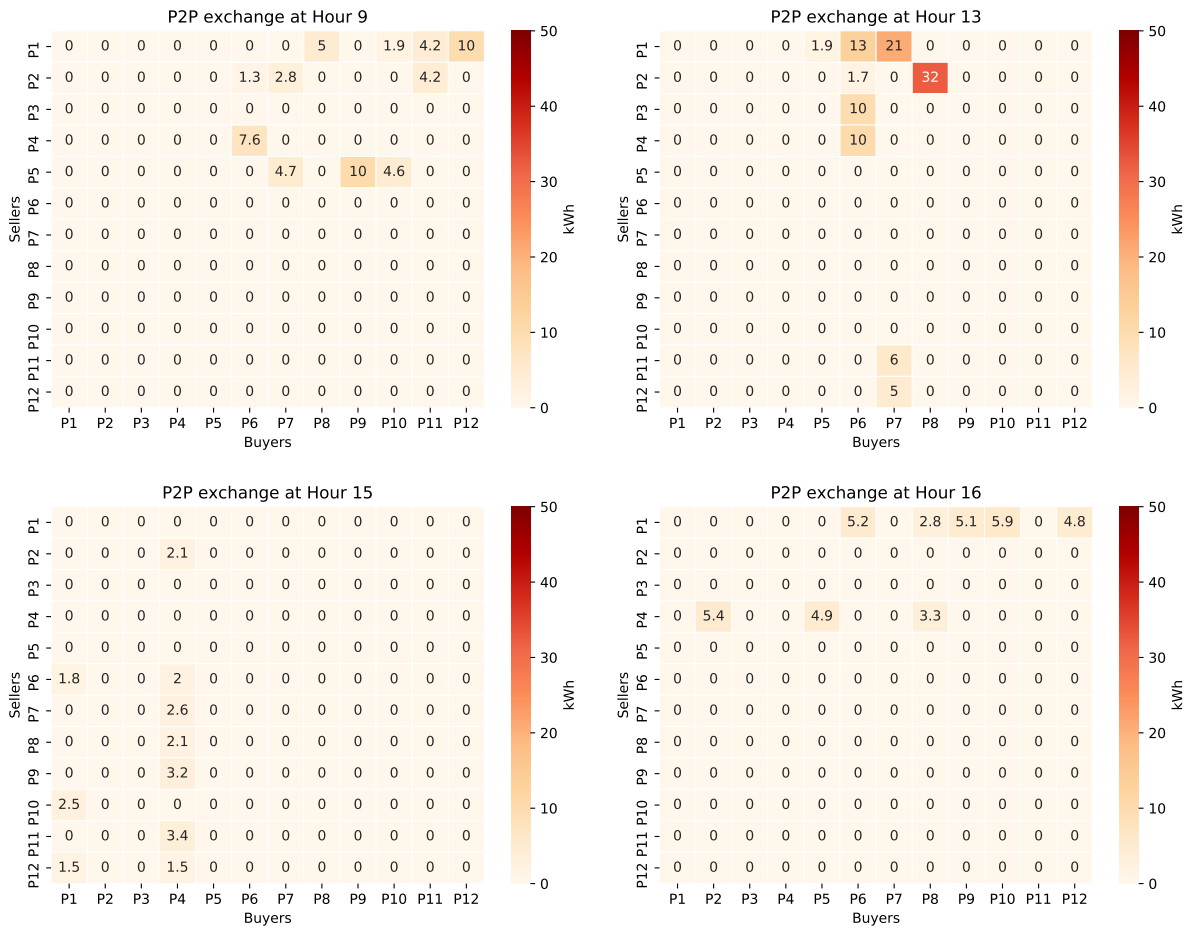 P2P exchange at Hour 9
P1 0 0 0 0 0 0 0 5 0 1.9 4.2 10
P2 0 0 0 0 0 1.3 2.8 0 0 0 4.2 0
P3 0 0 0 0 0 0 0 0 0 0 0 0
P4 0 0 0 0 0 7.6 0 0 0 0 0 0
P5 0 0 0 0 0 0 4.7 0 10 4.6 0 0
P6 0 0 0 0 0 0 0 0 0 0 0 0
P7 0 0 0 0 0 0 0 0 0 0 0 0
P8 0 0 0 0 0 0 0 0 0 0 0 0
P9 0 0 0 0 0 0 0 0 0 0 0 0
P10 0 0 0 0 0 0 0 0 0 0 0 0
P11 0 0 0 0 0 0 0 0 0 0 0 0
P12 0 0 0 0 0 0 0 0 0 0 0 0
P1 P2 P3 P4 P5 P6 P7 P8 P9 P10 P11 P12
Buyers
Sellers
50
40
30
20
10
0
kWh
P2P exchange at Hour 13
P1 0 0 0 0 1.9 13 21 0 0 0 0 0
P2 0 0 0 0 0 1.7 0 32 0 0 0 0
P3 0 0 0 0 0 10 0 0 0 0 0 0
P4 0 0 0 0 0 10 0 0 0 0 0 0
P5 0 0 0 0 0 0 0 0 0 0 0 0
P6 0 0 0 0 0 0 0 0 0 0 0 0
P7 0 0 0 0 0 0 0 0 0 0 0 0
P8 0 0 0 0 0 0 0 0 0 0 0 0
P9 0 0 0 0 0 0 0 0 0 0 0 0
P10 0 0 0 0 0 0 0 0 0 0 0 0
P11 0 0 0 0 0 0 6 0 0 0 0 0
P12 0 0 0 0 0 0 5 0 0 0 0 0
P1 P2 P3 P4 P5 P6 P7 P8 P9 P10 P11 P12
Buyers
Sellers
50
40
30
20
10
0
kWh
P2P exchange at Hour 15
P1 0 0 0 0 0 0 0 0 0 0 0 0
P2 0 0 0 2.1 0 0 0 0 0 0 0 0
P3 0 0 0 0 0 0 0 0 0 0 0 0
P4 0 0 0 0 0 0 0 0 0 0 0 0
P5 0 0 0 0 0 0 0 0 0 0 0 0
P6 1.8 0 0 2 0 0 0 0 0 0 0 0
P7 0 0 0 2.6 0 0 0 0 0 0 0 0
P8 0 0 0 2.1 0 0 0 0 0 0 0 0
P9 0 0 0 3.2 0 0 0 0 0 0 0 0
P10 2.5 0 0 0 0 0 0 0 0 0 0 0
P11 0 0 0 3.4 0 0 0 0 0 0 0 0
P12 1.5 0 0 1.5 0 0 0 0 0 0 0 0
P1 P2 P3 P4 P5 P6 P7 P8 P9 P10 P11 P12
Buyers
Sellers
50
40
30
20
10
0
kWh
P2P exchange at Hour 16
P1 0 0 0 0 0 5.2 0 2.8 5.1 5.9 0 4.8
P2 0 0 0 0 0 0 0 0 0 0 0 0
P3 0 0 0 0 0 0 0 0 0 0 0 0
P4 0 5.4 0 0 4.9 0 0 3.3 0 0 0 0
P5 0 0 0 0 0 0 0 0 0 0 0 0
P6 0 0 0 0 0 0 0 0 0 0 0 0
P7 0 0 0 0 0 0 0 0 0 0 0 0
P8 0 0 0 0 0 0 0 0 0 0 0 0
P9 0 0 0 0 0 0 0 0 0 0 0 0
P10 0 0 0 0 0 0 0 0 0 0 0 0
P11 0 0 0 0 0 0 0 0 0 0 0 0
P12 0 0 0 0 0 0 0 0 0 0 0 0
P1 P2 P3 P4 P5 P6 P7 P8 P9 P10 P11 P12
Buyers
Sellers
50
40
30
20
10
0
kWh